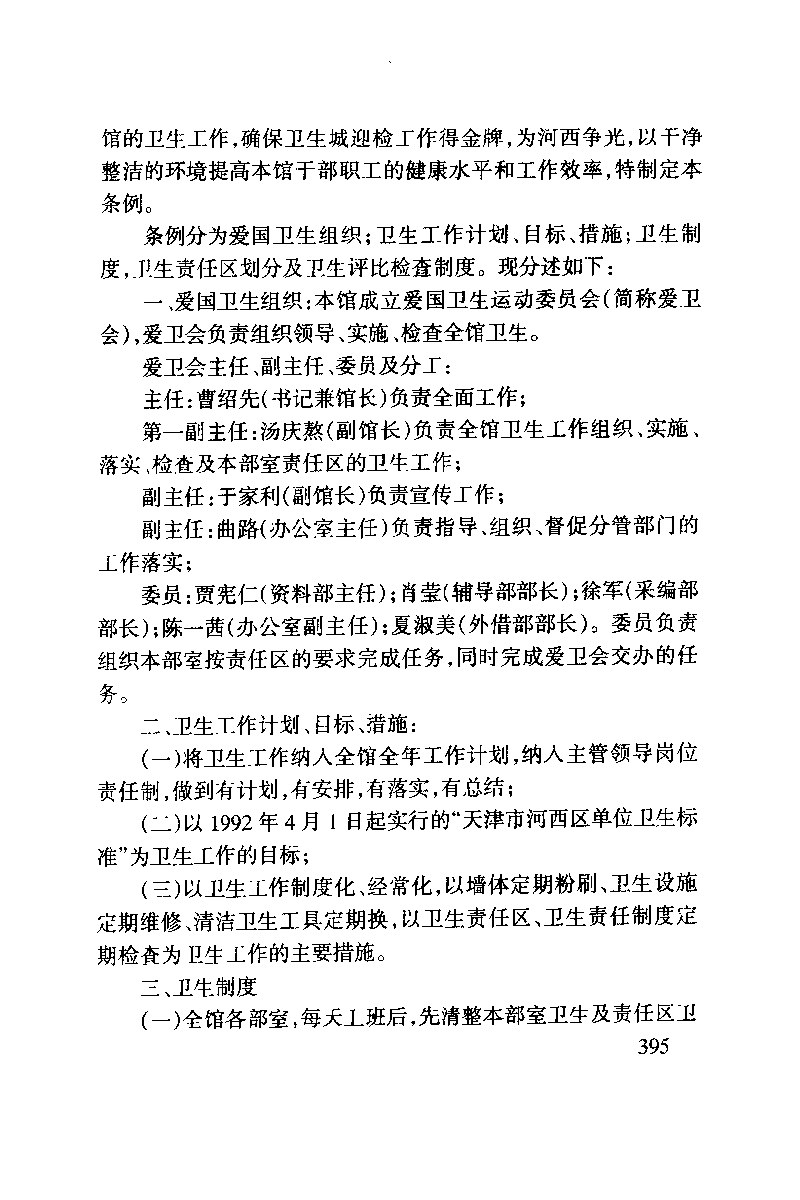 馆的卫生工作,确保卫生城迎检工作得金牌,为河西争光,以干净
整洁的环境提高本馆干部职工的健康水平和工作效率,特制定本
条例。
条例分为爱国卫生组织;卫生工作计划、目标、措施;卫生制
度,卫生责任区划分及卫生评比检查制度。现分述如下:
一、爱国卫生组织:本馆成立爱国卫生运动委员会(简称爱卫
会),爱卫会负责组织领导、实施、检查全馆卫生。
爱卫会主任、副主任、委员及分工:
主任:曹绍先(书记兼馆长)负责全面工作;
第一副主任:汤庆熬(副馆长)负责全馆卫生工作组织、实施、
落实、检查及本部室责任区的卫生工作;
副主任:于家利(副馆长)负责宣传工作;
副主任:曲路(办公室主任)负责指导、组织、督促分管部门的
工作落实;
委员:贾宪仁(资料部主任);肖莹(辅导部部长);徐军(采编部
部长);陈一茜(办公室副主任);夏淑美(外借部部长)。委员负责
组织本部室按责任区的要求完成任务,同时完成爱卫会交办的任
务。
二、卫生工作计划、目标、措施:
(一)将卫生工作纳入全馆全年工作计划,纳入主管领导岗位
责任制,做到有计划,有安排,有落实,有总结;
(二)以1992年4月1日起实行的“天津市河西区单位卫生标
准”为卫生工作的目标;
(三)以卫生工作制度化、经常化,以墙体定期粉刷、卫生设施
定期维修、清洁卫生工具定期换,以卫生责任区、卫生责任制度定
期检查为卫生工作的主要措施。
三、卫生制度
(一)全馆各部室,每天上班后,先清整本部室卫生及责任区卫
395